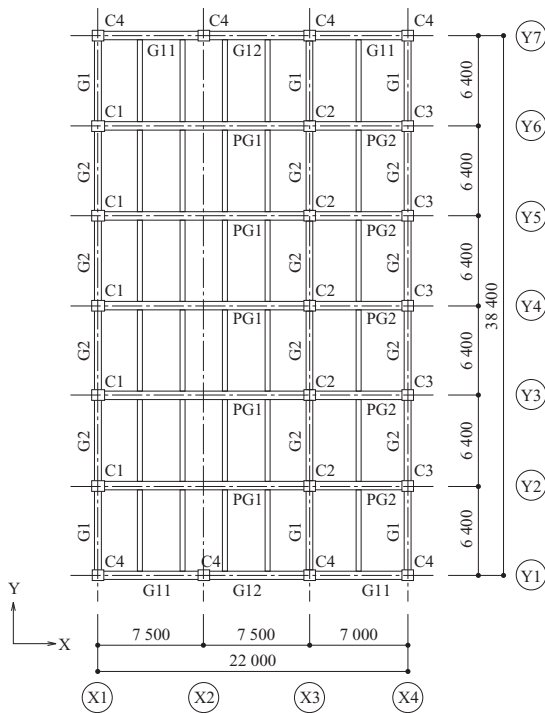 C4 C4 C4 C4
G11 G12 G11 Y7
G1 G1 G1 6 400
C1 C2 C3
PG1 PG2 Y6
G2 G2 G2 6 400
C1 C2 C3
PG1 PG2 Y5
G2 G2 G2 6 400
C1 C2 C3
PG1 PG2 Y4
38 400
G2 G2 G2 6 400
C1 C2 C3
PG1 PG2 Y3
G2 G2 G2 6 400
C1 C2 C3
PG1 PG2 Y2
G1 G1 G1 6 400
C4 C4 C4 C4
G11 G12 G11 Y1
Y
X
7 500 7 500 7 000
22 000
X1 X2 X3 X4